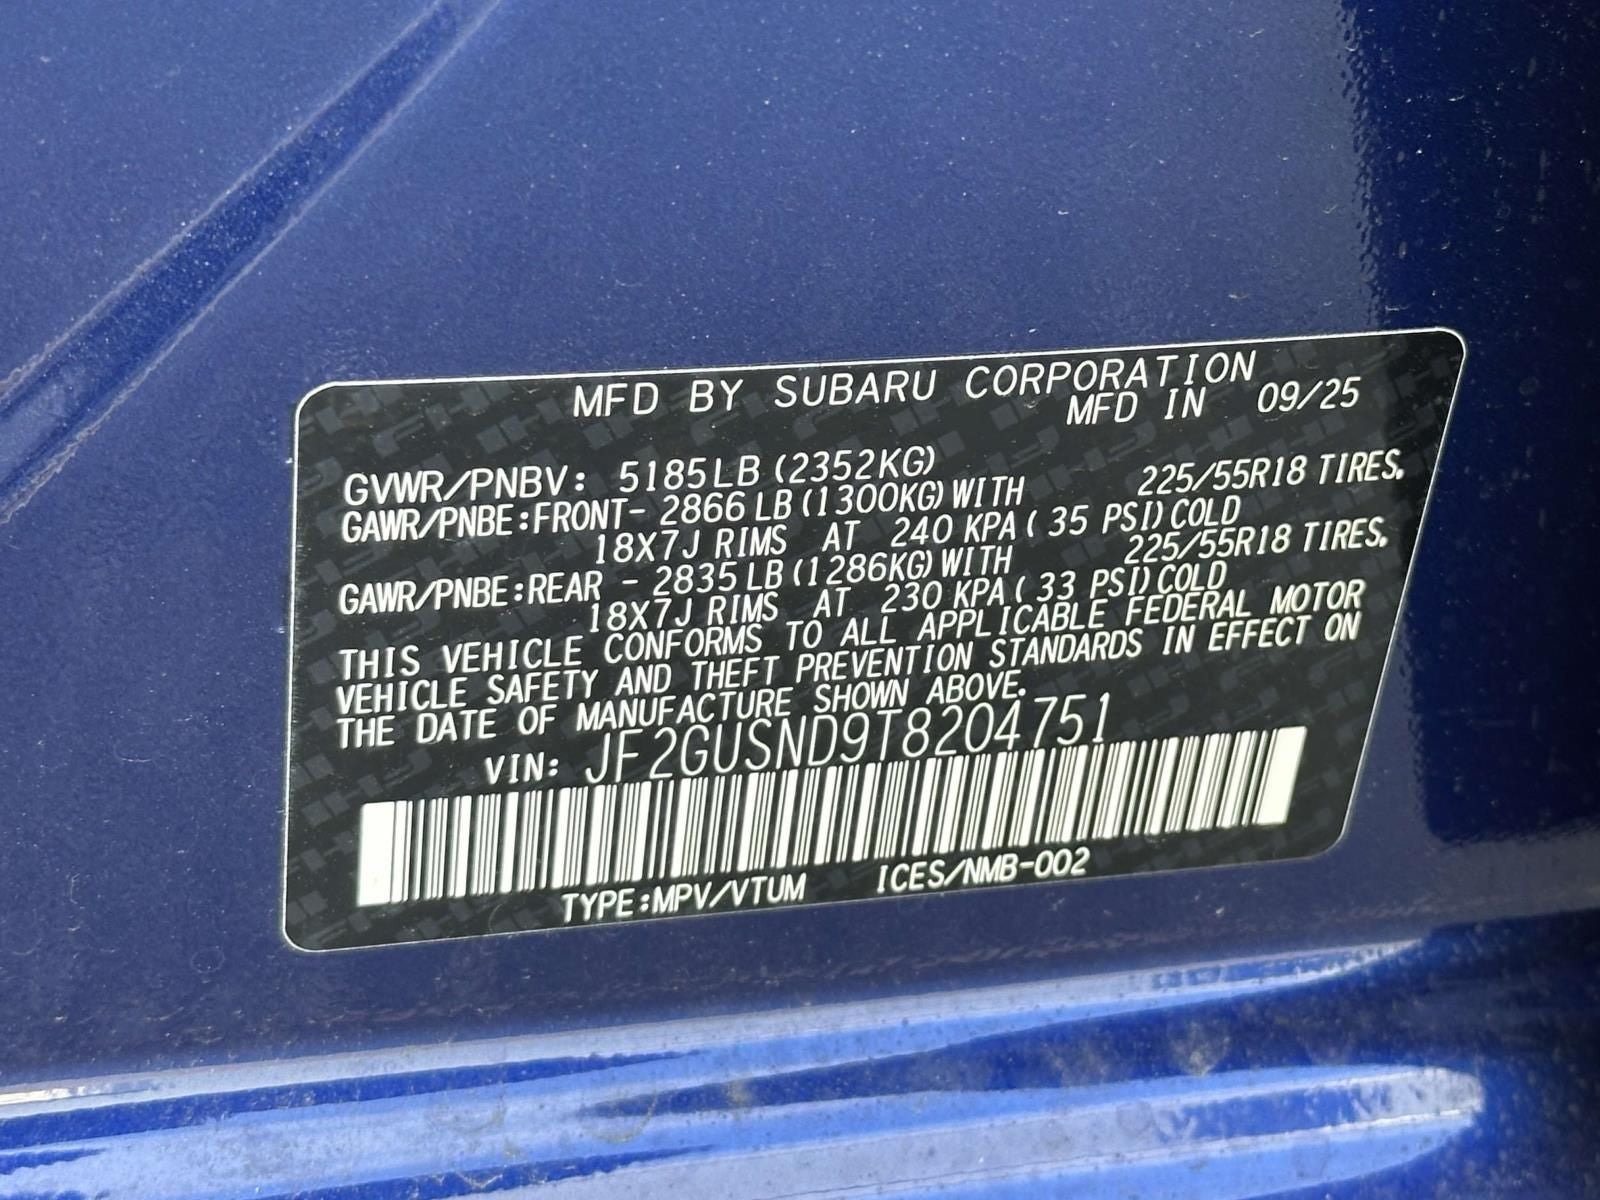 MFD BY SUBARU CORPORATION
MFD IN 09/25
GVWR/PNBV: 5185LB (2352KG)
GAWR/PNBE:FRONT- 2866 LB (1300KG) WITH 225/55R18 TIRES,
18X7J RIMS AT 240 KPA ( 35 PSI) COLD
GAWR/PNBE:REAR - 2835 LB (1286KG) WITH 225/55R18 TIRES,
18X7J RIMS AT 230 KPA ( 33 PSI) COLD
THIS VEHICLE CONFORMS TO ALL APPLICABLE FEDERAL MOTOR
VEHICLE SAFETY AND THEFT PREVENTION STANDARDS IN EFFECT ON
THE DATE OF MANUFACTURE SHOWN ABOVE.
VIN: JF2GUSND9T8204751
TYPE:MPV/VTUM ICES/NMB-002